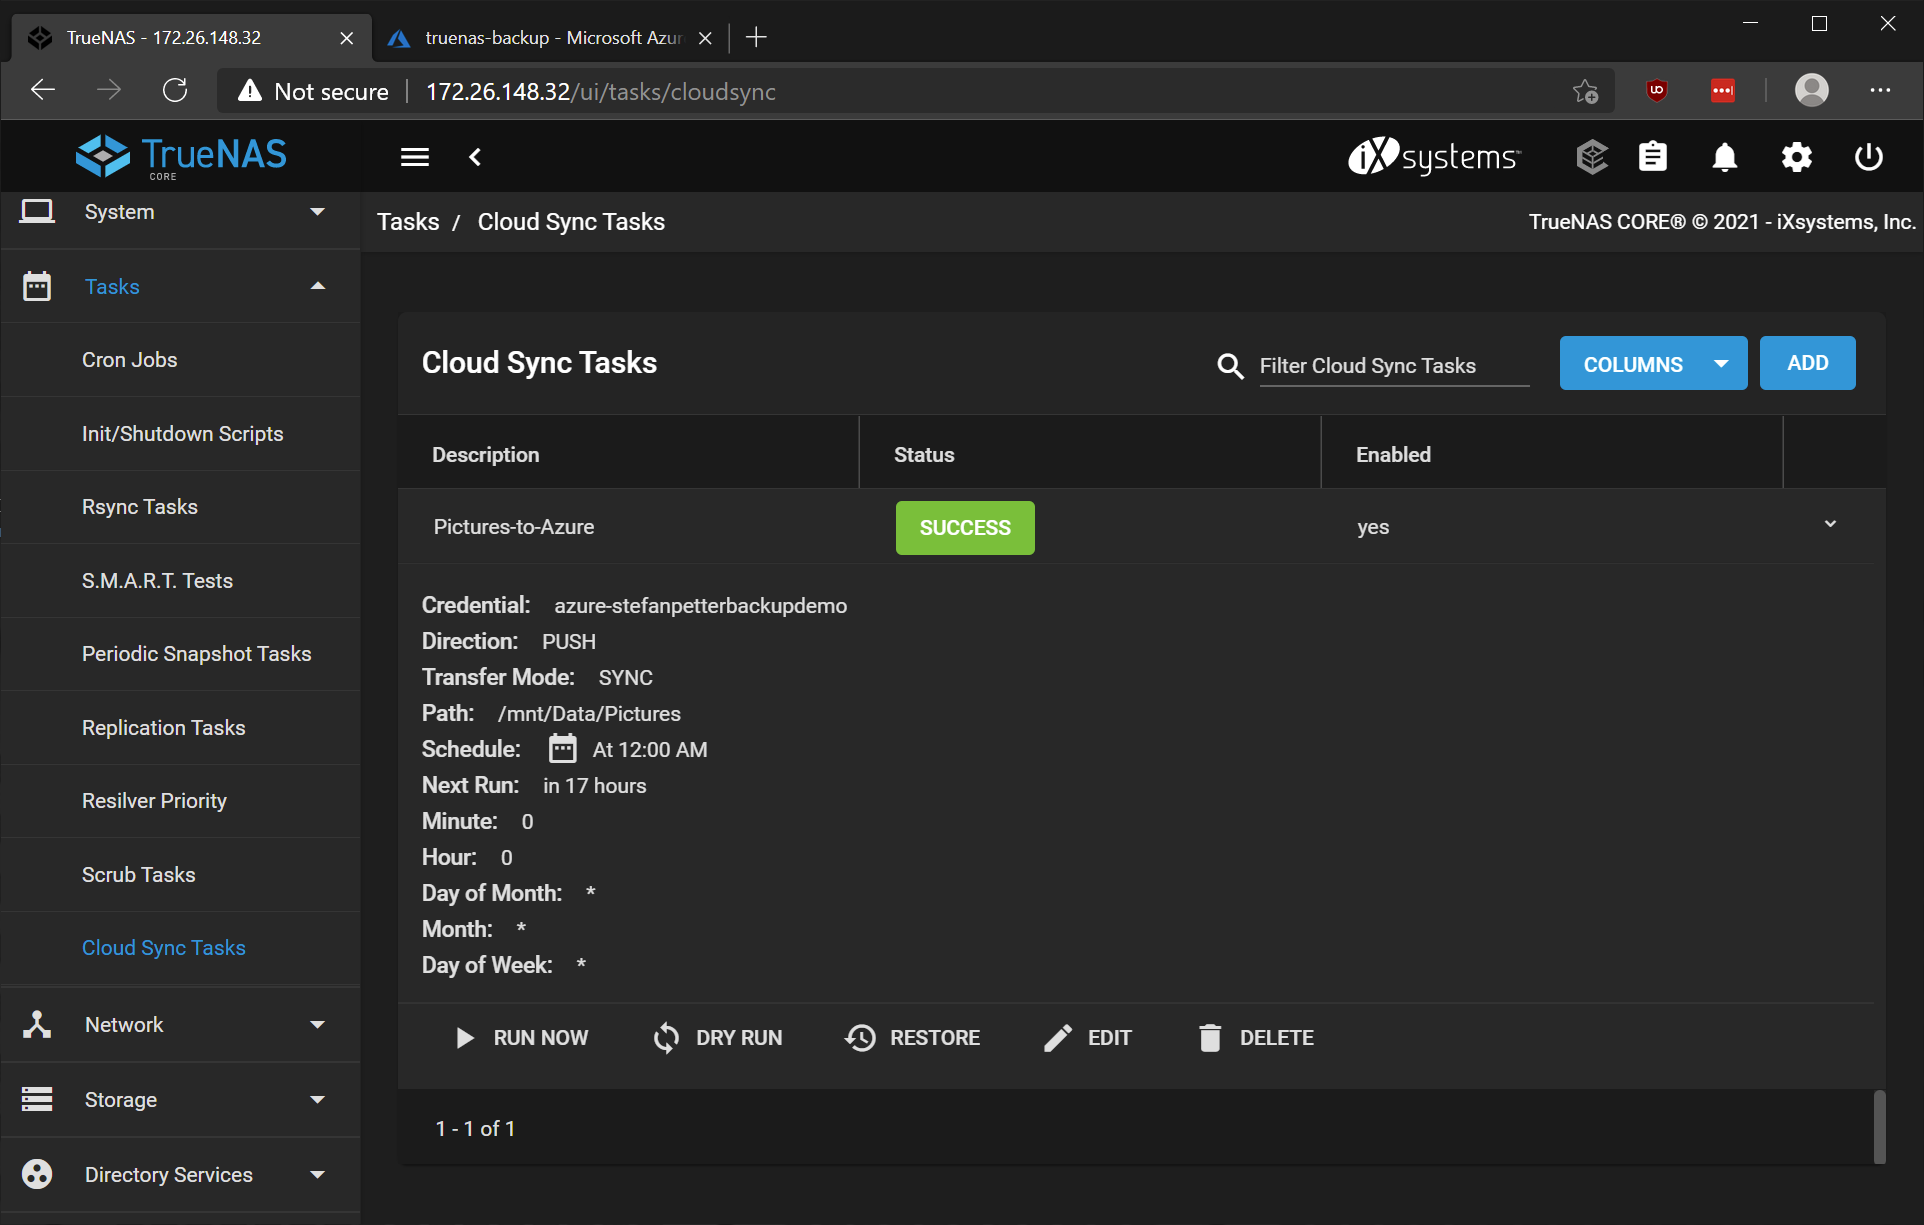 TrueNAS - 172.26.148.32
truenas-backup - Microsoft Azur
Not secure
172.26.148.32/ui/tasks/cloudsync
TrueNAS
CORE
iXsystems
Tasks / Cloud Sync Tasks
TrueNAS CORE® © 2021 - iXsystems, Inc.
System
Tasks
Cron Jobs
Init/Shutdown Scripts
Rsync Tasks
S.M.A.R.T. Tests
Periodic Snapshot Tasks
Replication Tasks
Resilver Priority
Scrub Tasks
Cloud Sync Tasks
Network
Storage
Directory Services
Cloud Sync Tasks
Filter Cloud Sync Tasks
COLUMNS
ADD
Description Status Enabled
Pictures-to-Azure SUCCESS yes
Credential: azure-stefanpetterbackupdemo
Direction: PUSH
Transfer Mode: SYNC
Path: /mnt/Data/Pictures
Schedule: At 12:00 AM
Next Run: in 17 hours
Minute: 0
Hour: 0
Day of Month: *
Month: *
Day of Week: *
RUN NOW
DRY RUN
RESTORE
EDIT
DELETE
1 - 1 of 1